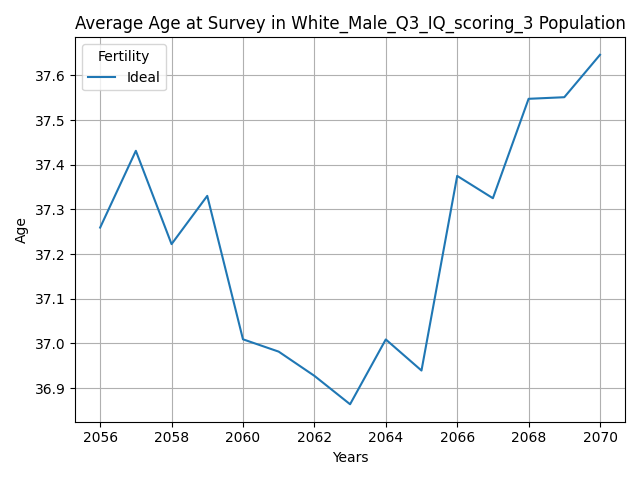 Average Age at Survey in White_Male_Q3_IQ_scoring_3 Population
Fertility
Ideal
37.6
37.5
37.4
37.3
37.2
37.1
37.0
36.9
Age
2056 2058 2060 2062 2064 2066 2068 2070
Years